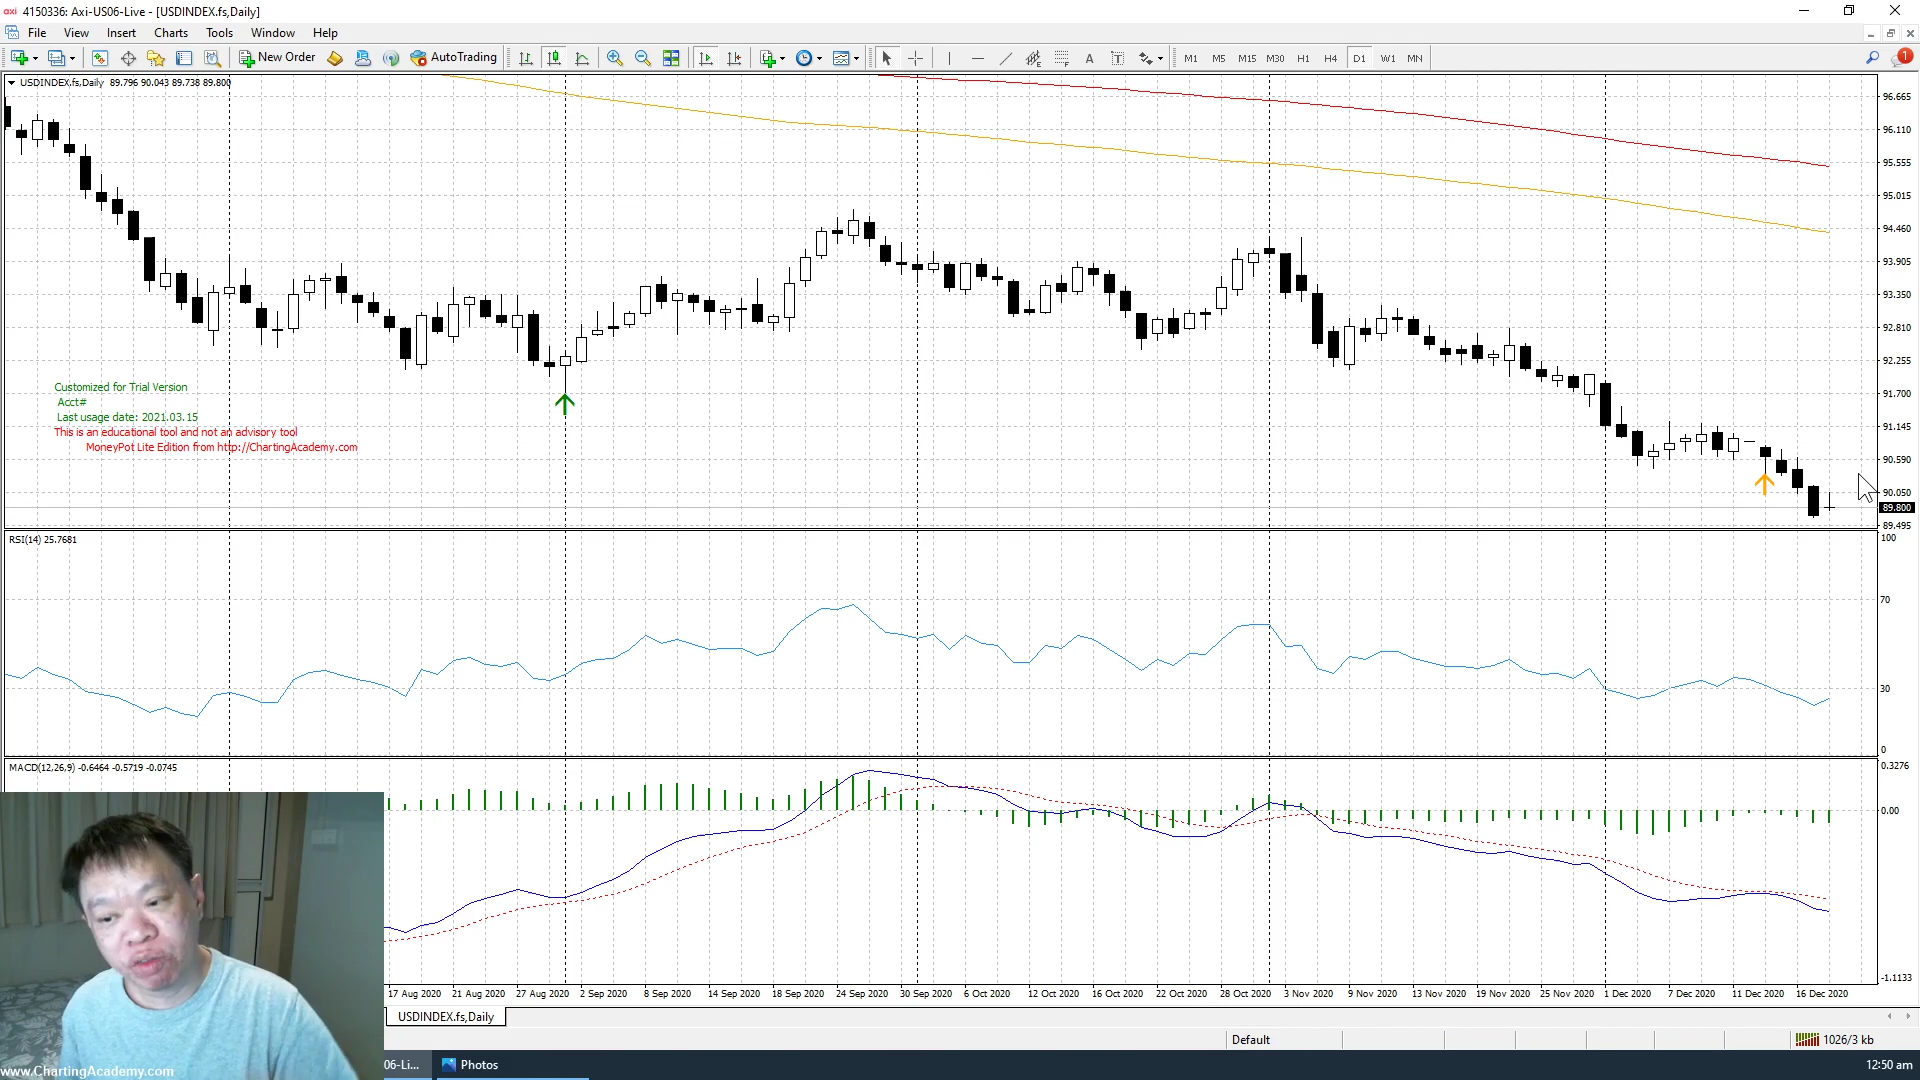 axi 4150336: Axi-US06-Live - [USDINDEX.fs,Daily]
File View Insert Charts Tools Window Help
New Order AutoTrading A T M1 M5 M15 M30 H1 H4 D1 W1 MN 1
USDINDEX.fs,Daily 89.796 90.043 89.738 89.800
96.665
96.110
95.555
95.015
94.460
93.905
93.350
92.810
92.255
91.700
91.145
90.590
90.050
89.800
89.495
Customized for Trial Version
Acct#
Last usage date: 2021.03.15
This is an educational tool and not an advisory tool
MoneyPot Lite Edition from http://ChartingAcademy.com
RSI(14) 25.7681
100
70
30
0
MACD(12,26,9) -0.6464 -0.5719 -0.0745
0.3276
0.00
-1.1133
17 Aug 2020 21 Aug 2020 27 Aug 2020 2 Sep 2020 8 Sep 2020 14 Sep 2020 18 Sep 2020 24 Sep 2020 30 Sep 2020 6 Oct 2020 12 Oct 2020 16 Oct 2020 22 Oct 2020 28 Oct 2020 3 Nov 2020 9 Nov 2020 13 Nov 2020 19 Nov 2020 25 Nov 2020 1 Dec 2020 7 Dec 2020 11 Dec 2020 16 Dec 2020
USDINDEX.fs,Daily
Default 1026/3 kb
06-Li... Photos 12:50 am
www.ChartingAcademy.com